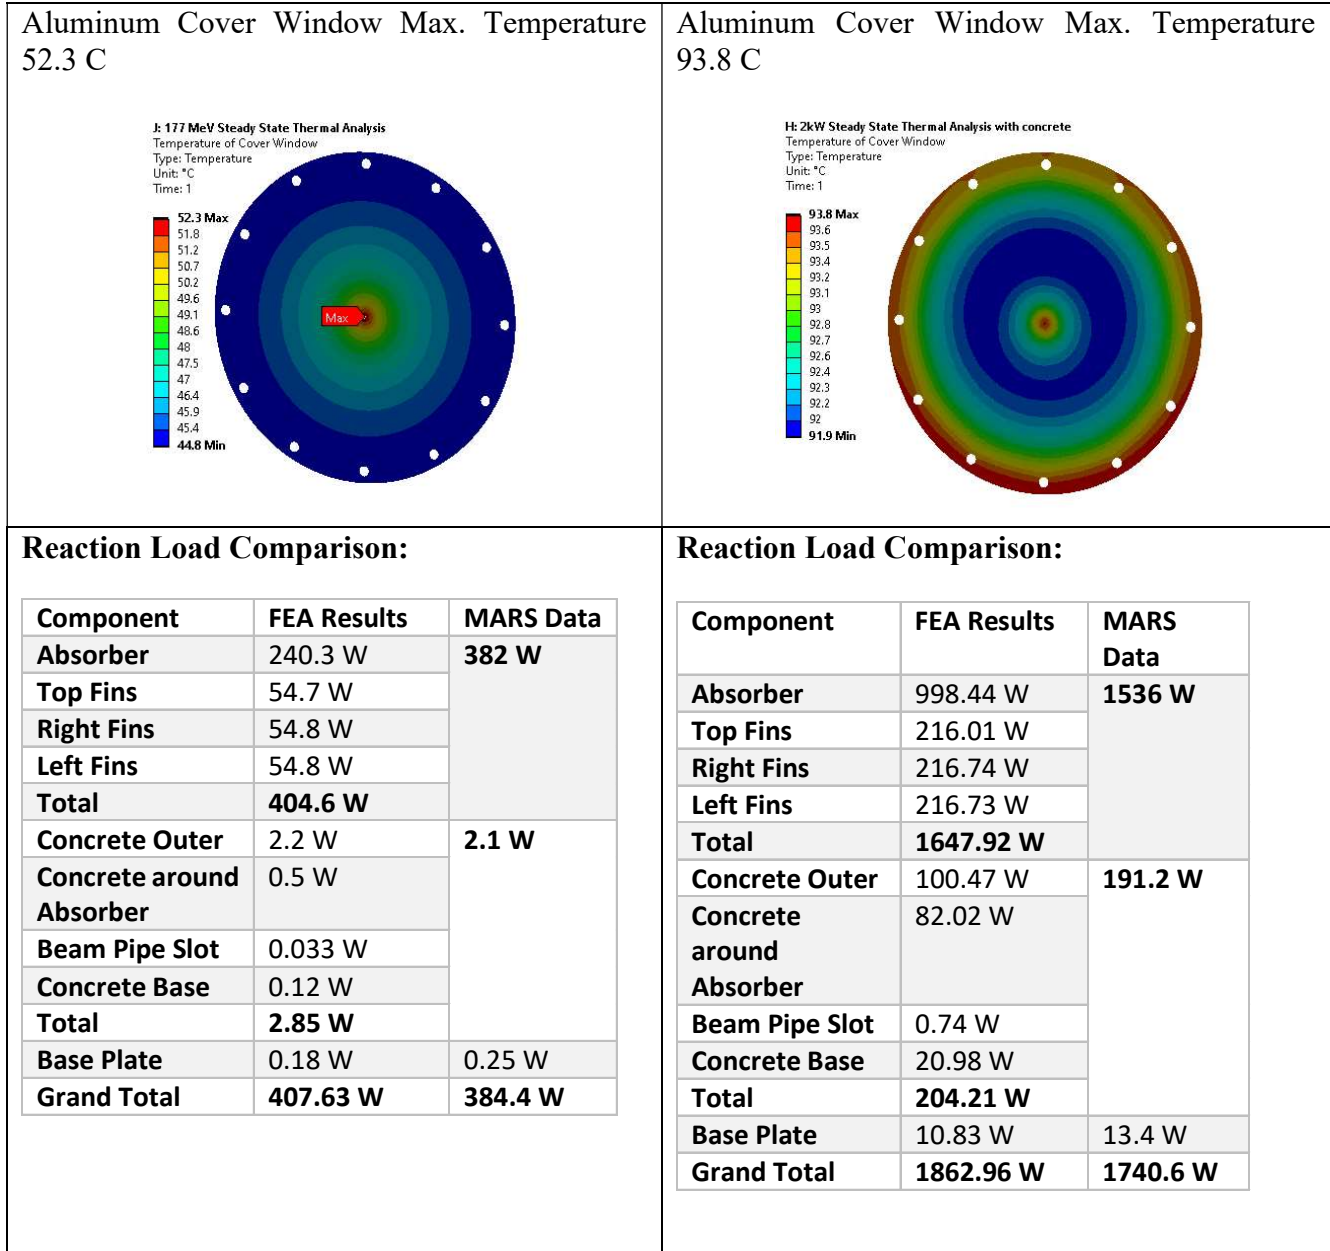 Aluminum Cover Window Max. Temperature
52.3 C
J: 177 MeV Steady State Thermal Analysis
Temperature of Cover Window
Type: Temperature
Unit: °C
Time: 1
52.3 Max
51.8
51.2
50.7
50.2
49.6
49.1
48.6
48
47.5
47
46.4
45.9
45.4
44.8 Min
Max
Aluminum Cover Window Max. Temperature
93.8 C
H: 2kW Steady State Thermal Analysis with concrete
Temperature of Cover Window
Type: Temperature
Unit: °C
Time: 1
93.8 Max
93.6
93.5
93.4
93.2
93.1
93
92.8
92.7
92.6
92.4
92.3
92.2
92
91.9 Min
Reaction Load Comparison:
Component FEA Results MARS Data
Absorber 240.3 W 382 W
Top Fins 54.7 W
Right Fins 54.8 W
Left Fins 54.8 W
Total 404.6 W
Concrete Outer 2.2 W 2.1 W
Concrete around 0.5 W
Absorber
Beam Pipe Slot 0.033 W
Concrete Base 0.12 W
Total 2.85 W
Base Plate 0.18 W 0.25 W
Grand Total 407.63 W 384.4 W
Reaction Load Comparison:
Component FEA Results MARS
Data
Absorber 998.44 W 1536 W
Top Fins 216.01 W
Right Fins 216.74 W
Left Fins 216.73 W
Total 1647.92 W
Concrete Outer 100.47 W 191.2 W
Concrete 82.02 W
around
Absorber
Beam Pipe Slot 0.74 W
Concrete Base 20.98 W
Total 204.21 W
Base Plate 10.83 W 13.4 W
Grand Total 1862.96 W 1740.6 W